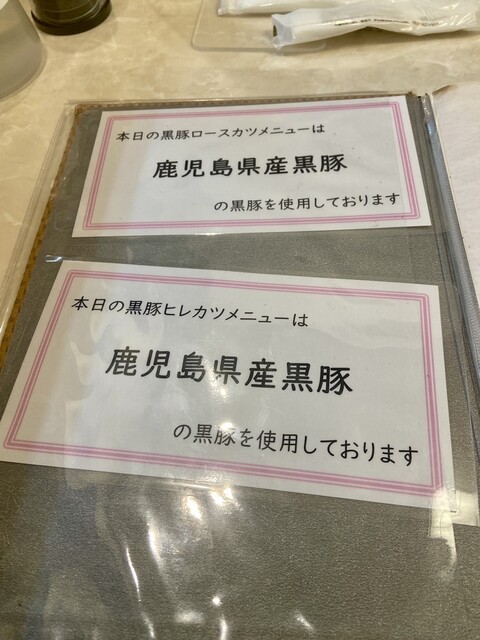 本日の黒豚ロースカツメニューは
鹿児島県産黒豚
の黒豚を使用しております
本日の黒豚ヒレカツメニューは
鹿児島県産黒豚
の黒豚を使用しております